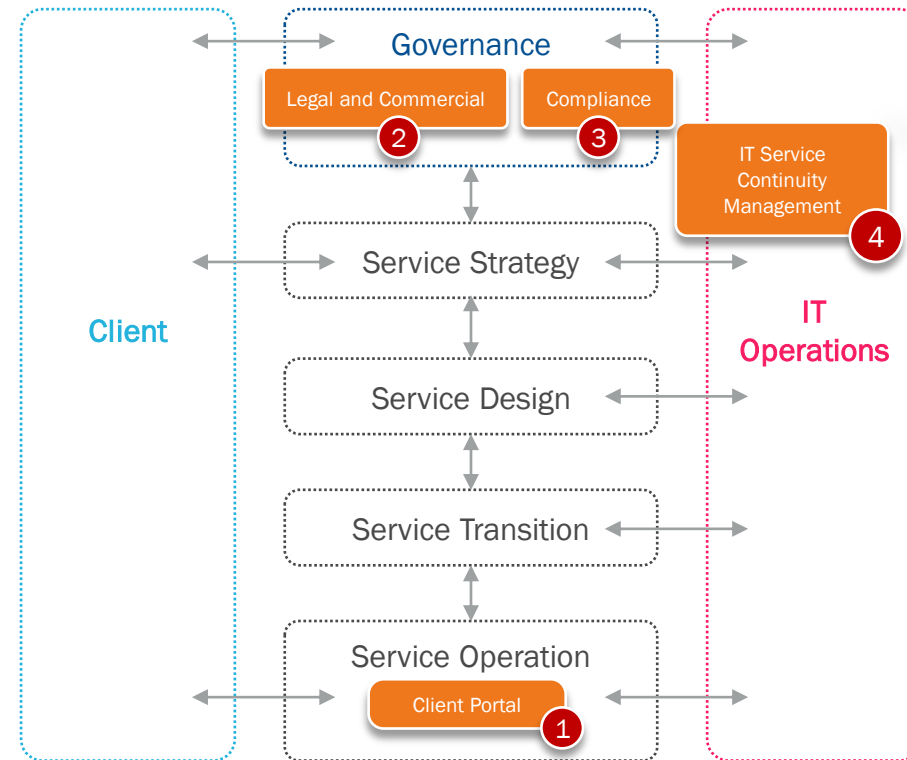 Governance
Legal and Commercial
2
Compliance
3
IT Service
Continuity
Management
4
Service Strategy
Client
IT
Operations
Service Design
Service Transition
Service Operation
Client Portal
1